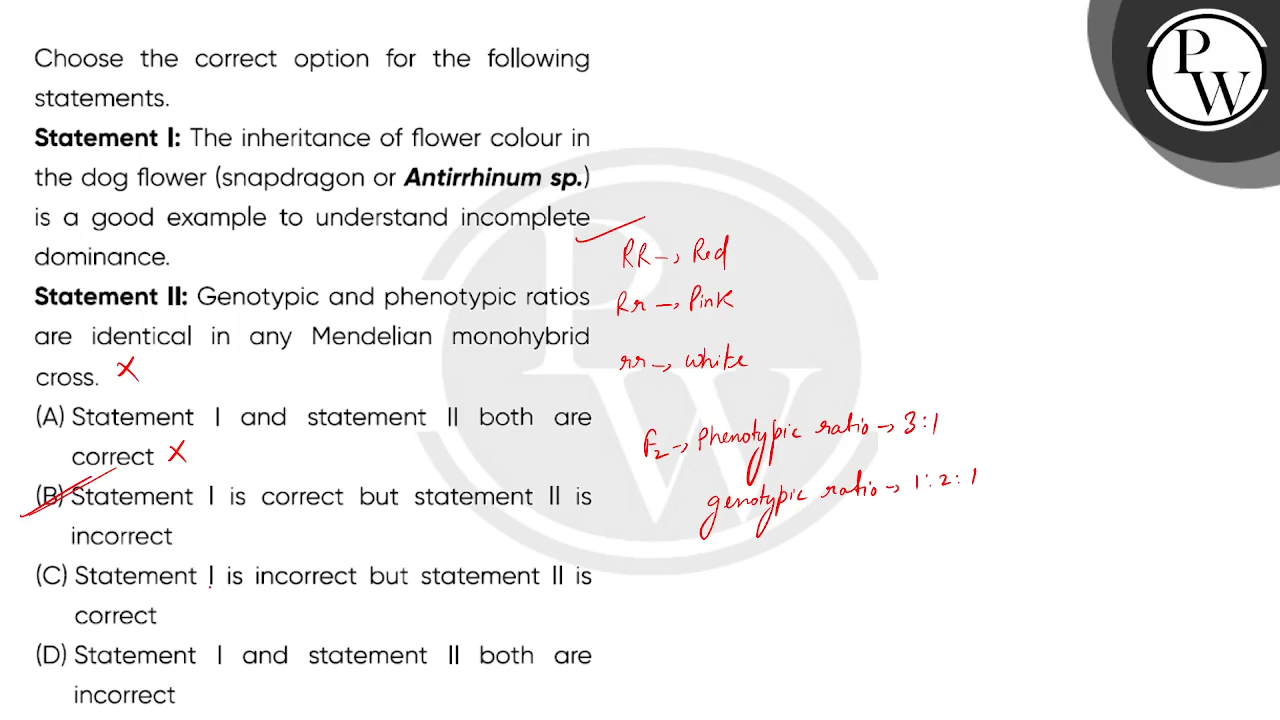 Choose the correct option for the following
statements.
Statement I: The inheritance of flower colour in
the dog flower (snapdragon or Antirrhinum sp.)
is a good example to understand incomplete
dominance.
Statement II: Genotypic and phenotypic ratios
are identical in any Mendelian monohybrid
cross.
(A) Statement I and statement II both are
correct
(B) Statement I is correct but statement II is
incorrect
(C) Statement I is incorrect but statement II is
correct
(D) Statement I and statement II both are
incorrect
RR → Red
Rr → Pink
rr → white
F2 → Phenotypic ratio → 3:1
genotypic ratio → 1:2:1
P
W
P
W